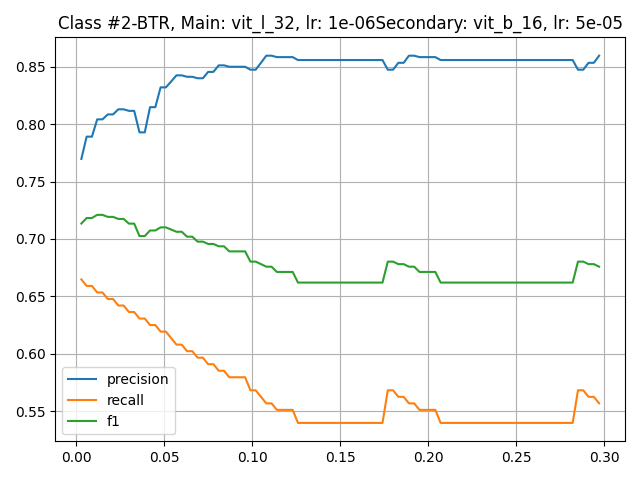 Class #2-BTR, Main: vit_l_32, lr: 1e-06Secondary: vit_b_16, lr: 5e-05
0.85
0.80
0.75
0.70
0.65
0.60
0.55
precision
recall
f1
0.00 0.05 0.10 0.15 0.20 0.25 0.30